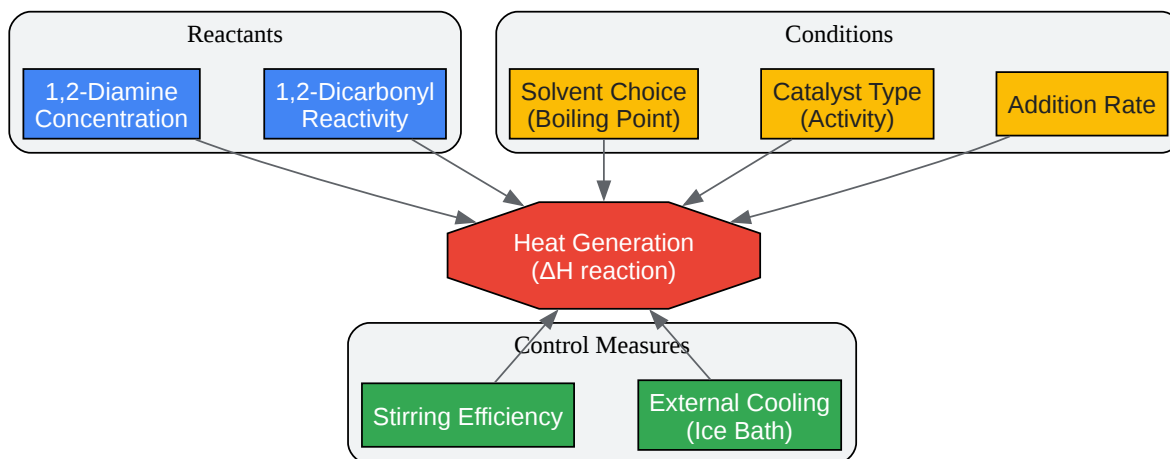 Reactants
Conditions
1,2-Diamine
Concentration
1,2-Dicarbonyl
Reactivity
Solvent Choice
(Boiling Point)
Catalyst Type
(Activity)
Addition Rate
Heat Generation
(ΔH reaction)
Control Measures
Stirring Efficiency
External Cooling
(Ice Bath)